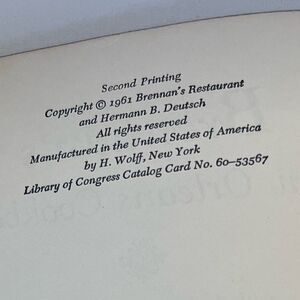 Second Printing
Copyright © 1961 Brennan's Restaurant
and Hermann B. Deutsch
All rights reserved
Manufactured in the United States of America
by H. Wolff, New York
Library of Congress Catalog Card No. 60–53567